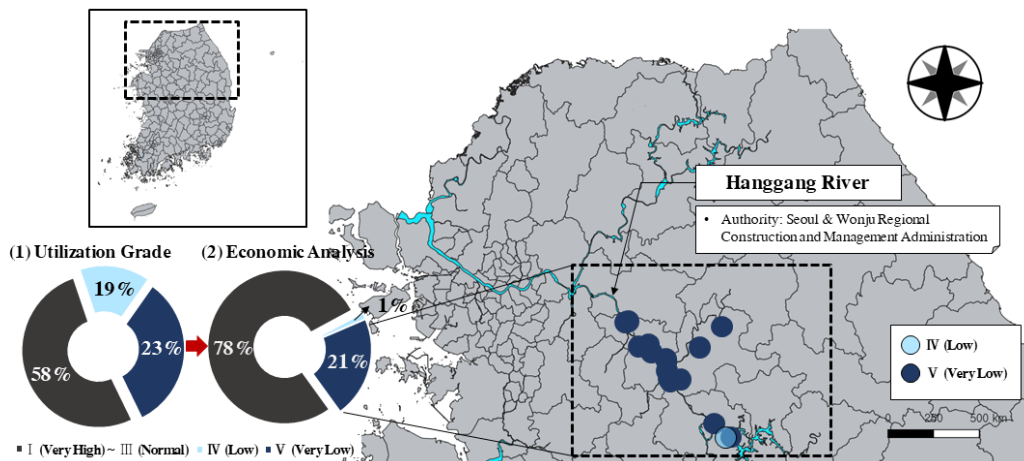 Hanggang River
• Authority: Seoul & Wonju Regional
Construction and Management Administration
(1) Utilization Grade
(2) Economic Analysis
19%
23%
58%
1%
78%
21%
Ⅰ (Very High) ~ Ⅲ (Normal) Ⅳ (Low) Ⅴ (Very Low)
Ⅳ (Low)
Ⅴ (Very Low)
0 250 500 km